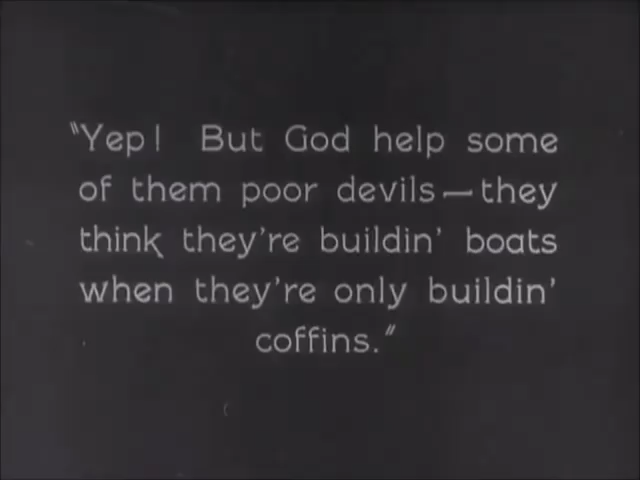 "Yep! But God help some
of them poor devils — they
think they're buildin' boats
when they're only buildin'
coffins."